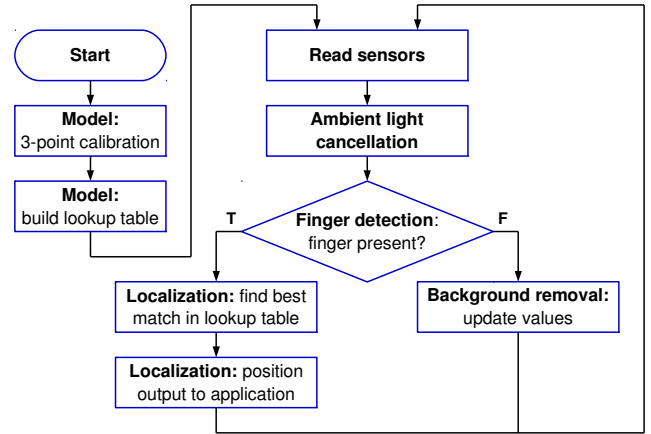 Start
Model:
3-point calibration
Model:
build lookup table
Read sensors
Ambient light
cancellation
Finger detection:
finger present?
T
F
Localization: find best
match in lookup table
Localization: position
output to application
Background removal:
update values